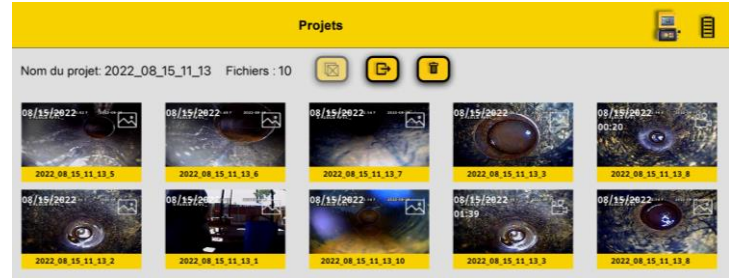 Projets
Nom du projet: 2022_08_15_11_13 Fichiers : 10
08/15/2022 08/15/2022 08/15/2022 08/15/2022 08/15/2022
00:20
2022_08_15_11_13_5 2022_08_15_11_13_6 2022_08_15_11_13_7 2022_08_15_11_13_3 2022_08_15_11_13_8
08/15/2022 08/15/2022 08/15/2022 08/15/2022 08/15/2022
01:39
2022_08_15_11_13_2 2022_08_15_11_13_1 2022_08_15_11_13_10 2022_08_15_11_13_3 2022_08_15_11_13_8